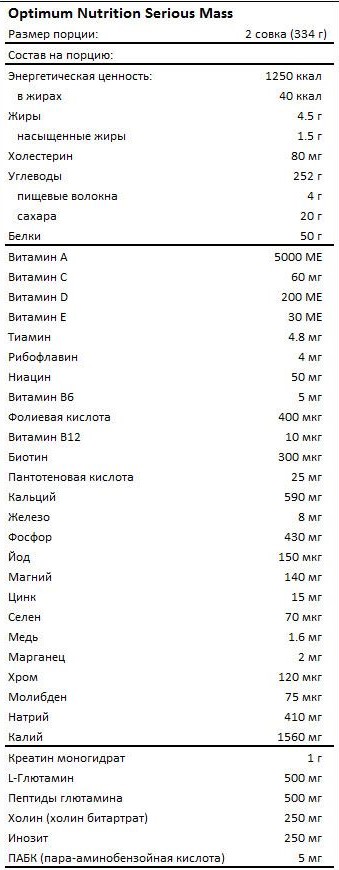 Optimum Nutrition Serious Mass
Размер порции: 2 совка (334 г)
Состав на порцию:
Энергетическая ценность: 1250 ккал
в жирах 40 ккал
Жиры 4.5 г
насыщенные жиры 1.5 г
Холестерин 80 мг
Углеводы 252 г
пищевые волокна 4 г
сахара 20 г
Белки 50 г
Витамин A 5000 МЕ
Витамин C 60 мг
Витамин D 200 МЕ
Витамин E 30 МЕ
Тиамин 4.8 мг
Рибофлавин 4 мг
Ниацин 50 мг
Витамин B6 5 мг
Фолиевая кислота 400 мкг
Витамин B12 10 мкг
Биотин 300 мкг
Пантотеновая кислота 25 мг
Кальций 590 мг
Железо 8 мг
Фосфор 430 мг
Йод 150 мкг
Магний 140 мг
Цинк 15 мг
Селен 70 мкг
Медь 1.6 мг
Марганец 2 мг
Хром 120 мкг
Молибден 75 мкг
Натрий 410 мг
Калий 1560 мг
Креатин моногидрат 1 г
L-Глютамин 500 мг
Пептиды глютамина 500 мг
Холин (холин битартрат) 250 мг
Инозит 250 мг
ПАБК (пара-аминобензойная кислота) 5 мг